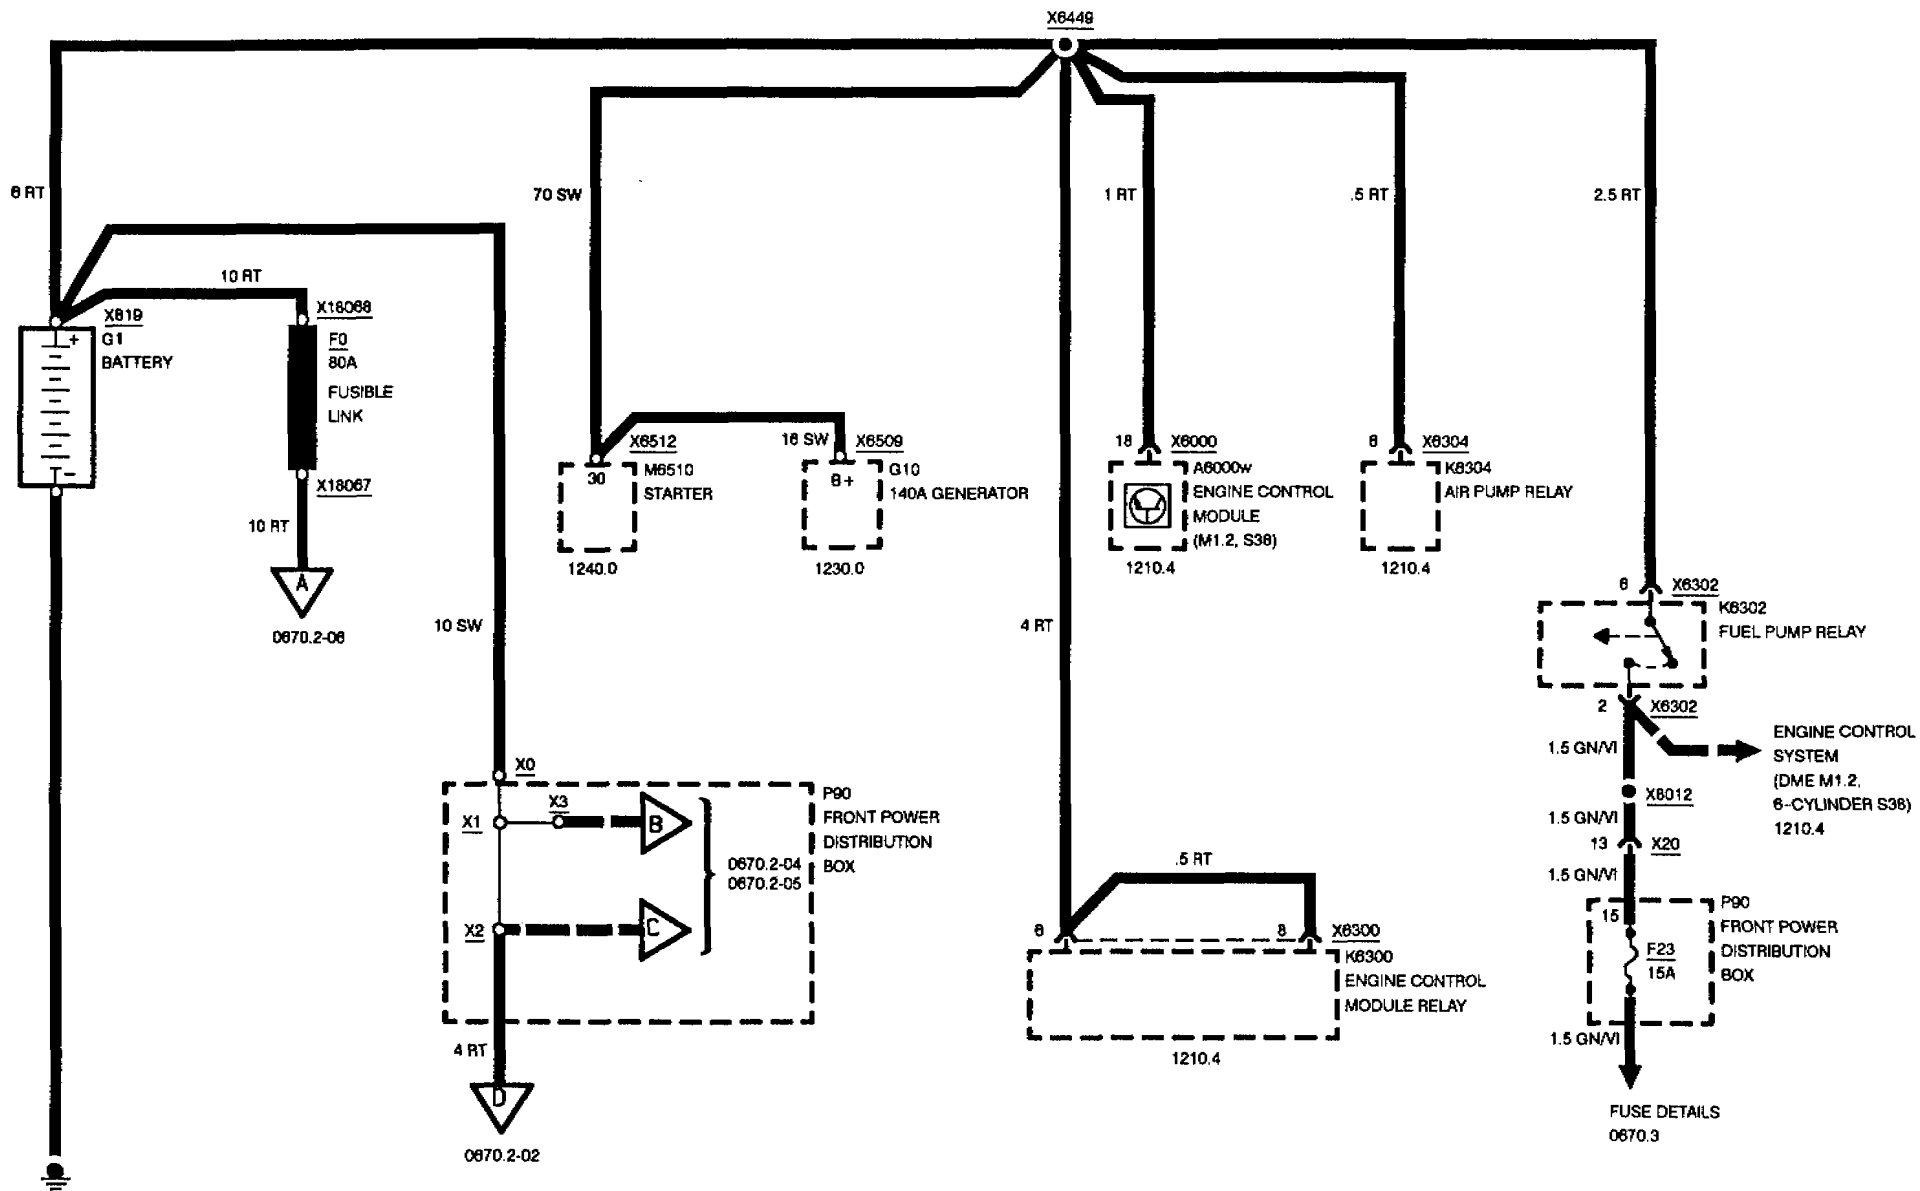 X6449
6 RT
70 SW
1 RT
.5 RT
2.5 RT
10 RT
X18068
X819
G1
BATTERY
+
-
F0
80A
FUSIBLE
LINK
X18067
10 RT
A
0670.2-06
X6512
M6510
STARTER
30
1240.0
16 SW
X6509
G10
140A GENERATOR
B+
1230.0
18
X6000
A6000w
ENGINE CONTROL
MODULE
(M1.2, S38)
1210.4
6
X6304
K6304
AIR PUMP RELAY
1210.4
10 SW
4 RT
6
X6302
K6302
FUEL PUMP RELAY
2
X6302
1.5 GN/VI
ENGINE CONTROL
SYSTEM
(DME M1.2,
6-CYLINDER S38)
1210.4
X8012
1.5 GN/VI
13
X20
1.5 GN/VI
X0
P90
FRONT POWER
DISTRIBUTION
BOX
X1
X3
B
0670.2-04
0670.2-05
X2
C
4 RT
D
0670.2-02
.5 RT
6
8
X6300
K6300
ENGINE CONTROL
MODULE RELAY
1210.4
15
P90
FRONT POWER
DISTRIBUTION
BOX
F23
15A
1.5 GN/VI
FUSE DETAILS
0670.3